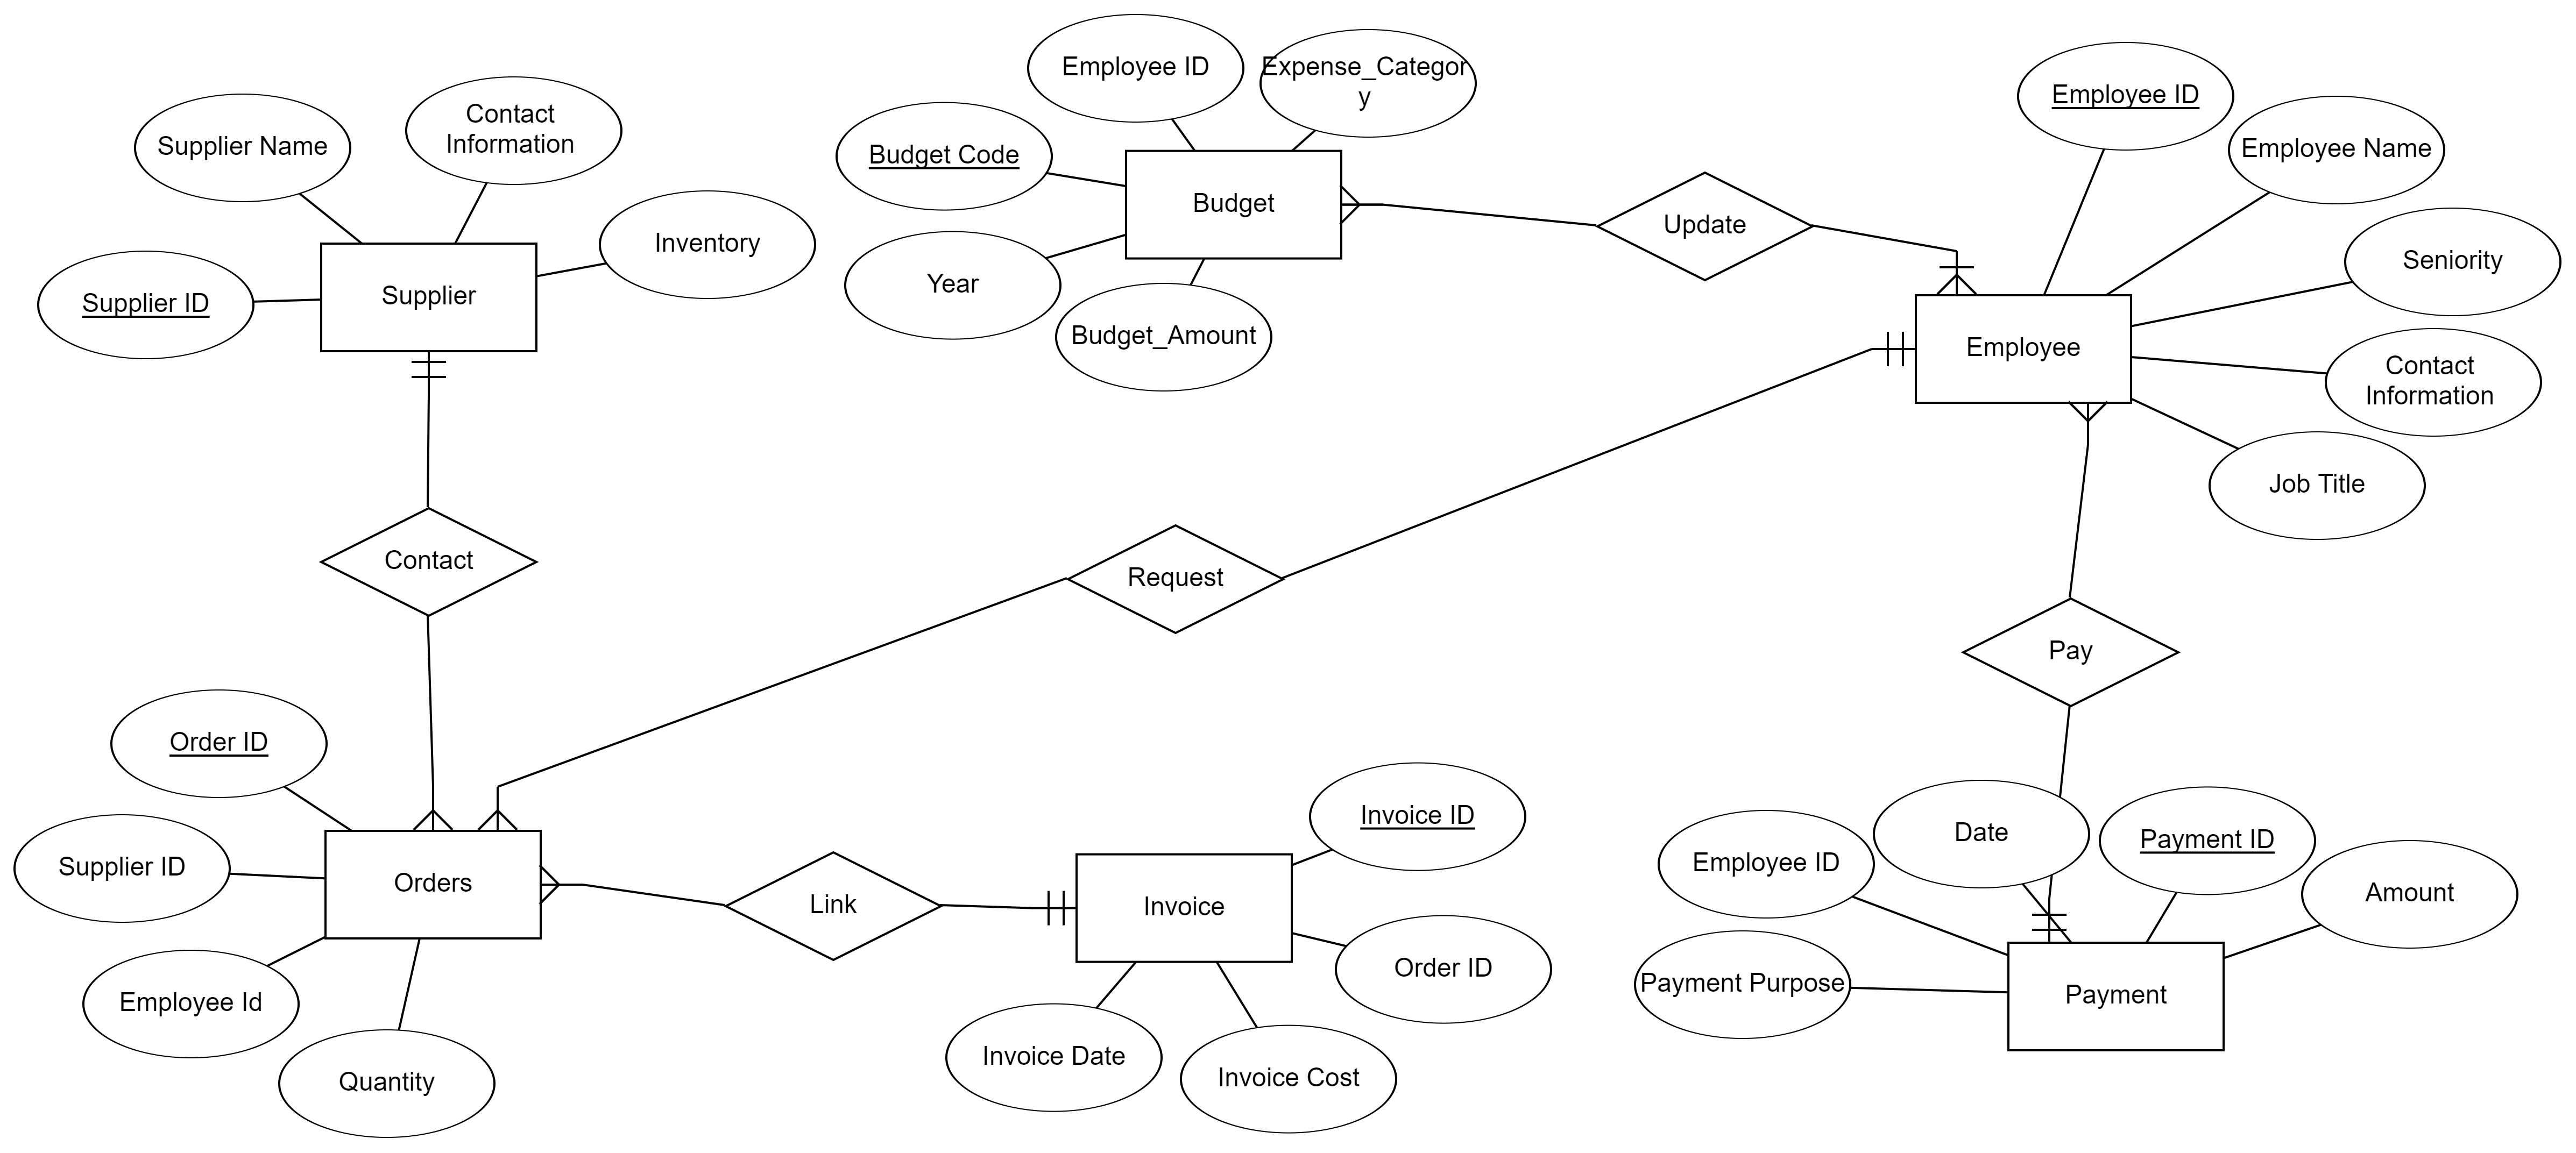 Employee ID
Expense_Categor
y
Budget Code
Budget
Year
Budget_Amount
Supplier Name
Contact
Information
Inventory
Supplier ID
Supplier
Update
Employee ID
Employee Name
Seniority
Employee
Contact
Information
Job Title
Contact
Request
Pay
Order ID
Supplier ID
Orders
Employee Id
Quantity
Link
Invoice
Invoice ID
Order ID
Invoice Date
Invoice Cost
Date
Payment ID
Employee ID
Amount
Payment Purpose
Payment